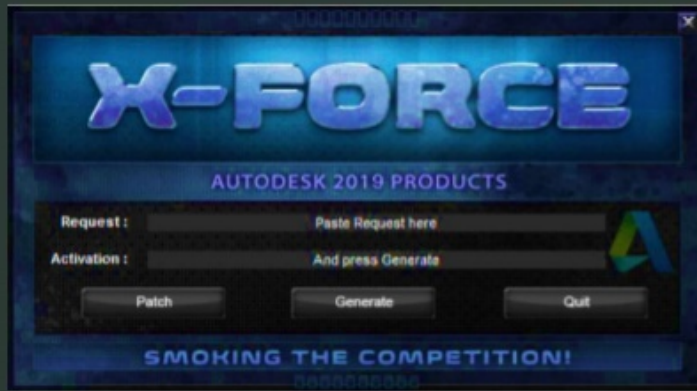 X-FORCE
AUTODESK 2019 PRODUCTS
Request : Paste Request here
Activation : And press Generate
Patch Generate Quit
SMOKING THE COMPETITION!